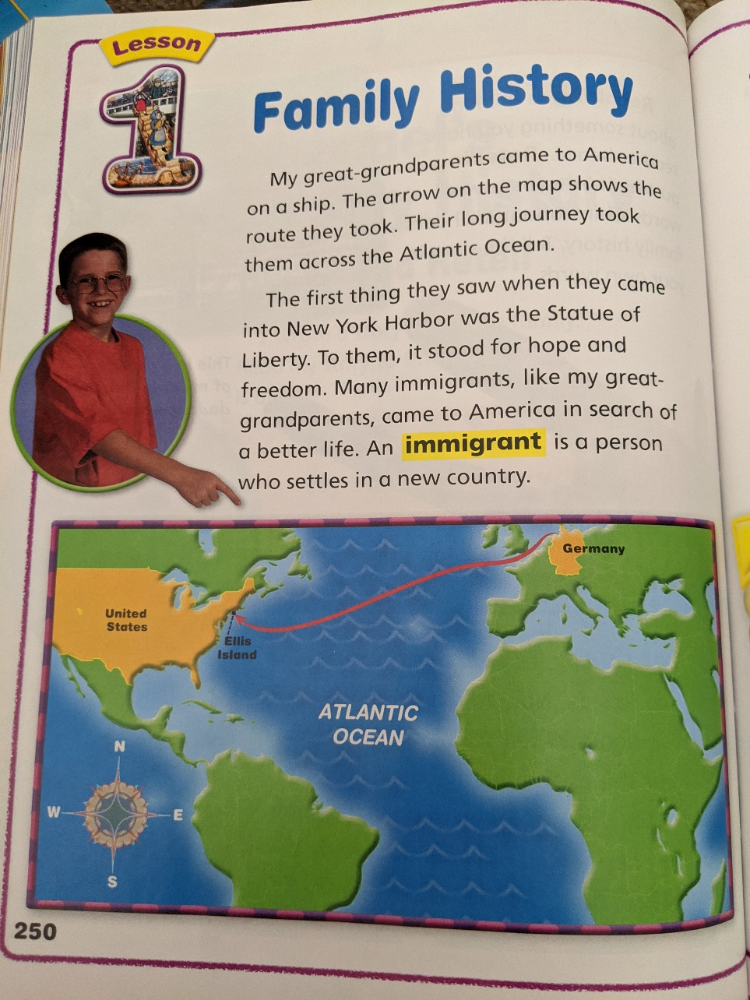 Lesson
1
Family History
My great-grandparents came to America
on a ship. The arrow on the map shows the
route they took. Their long journey took
them across the Atlantic Ocean.
The first thing they saw when they came
into New York Harbor was the Statue of
Liberty. To them, it stood for hope and
freedom. Many immigrants, like my great-
grandparents, came to America in search of
a better life. An immigrant is a person
who settles in a new country.
Germany
United
States
Ellis
Island
ATLANTIC
OCEAN
N
W
E
S
250